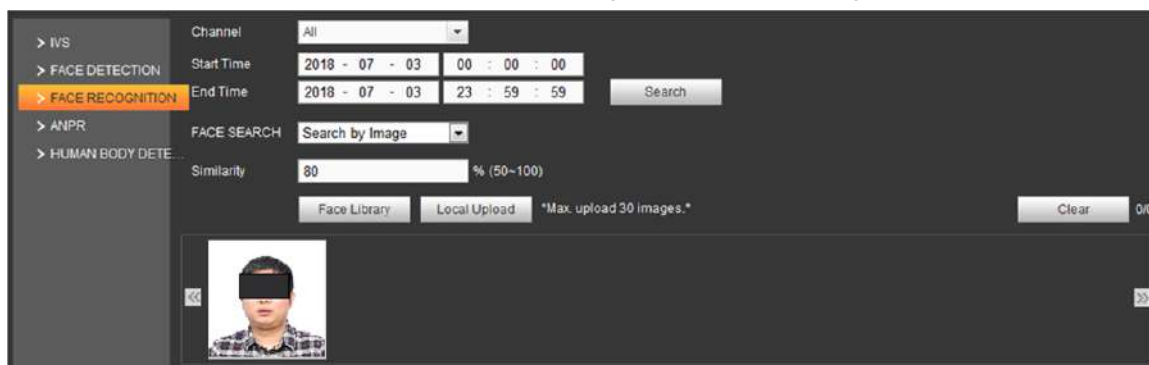 > IVS
> FACE DETECTION
> FACE RECOGNITION
> ANPR
> HUMAN BODY DETE...
Channel All
Start Time 2018 - 07 - 03 00 : 00 : 00
End Time 2018 - 07 - 03 23 : 59 : 59 Search
FACE SEARCH Search by Image
Similarity 80 % (50~100)
Face Library Local Upload *Max. upload 30 images.* Clear